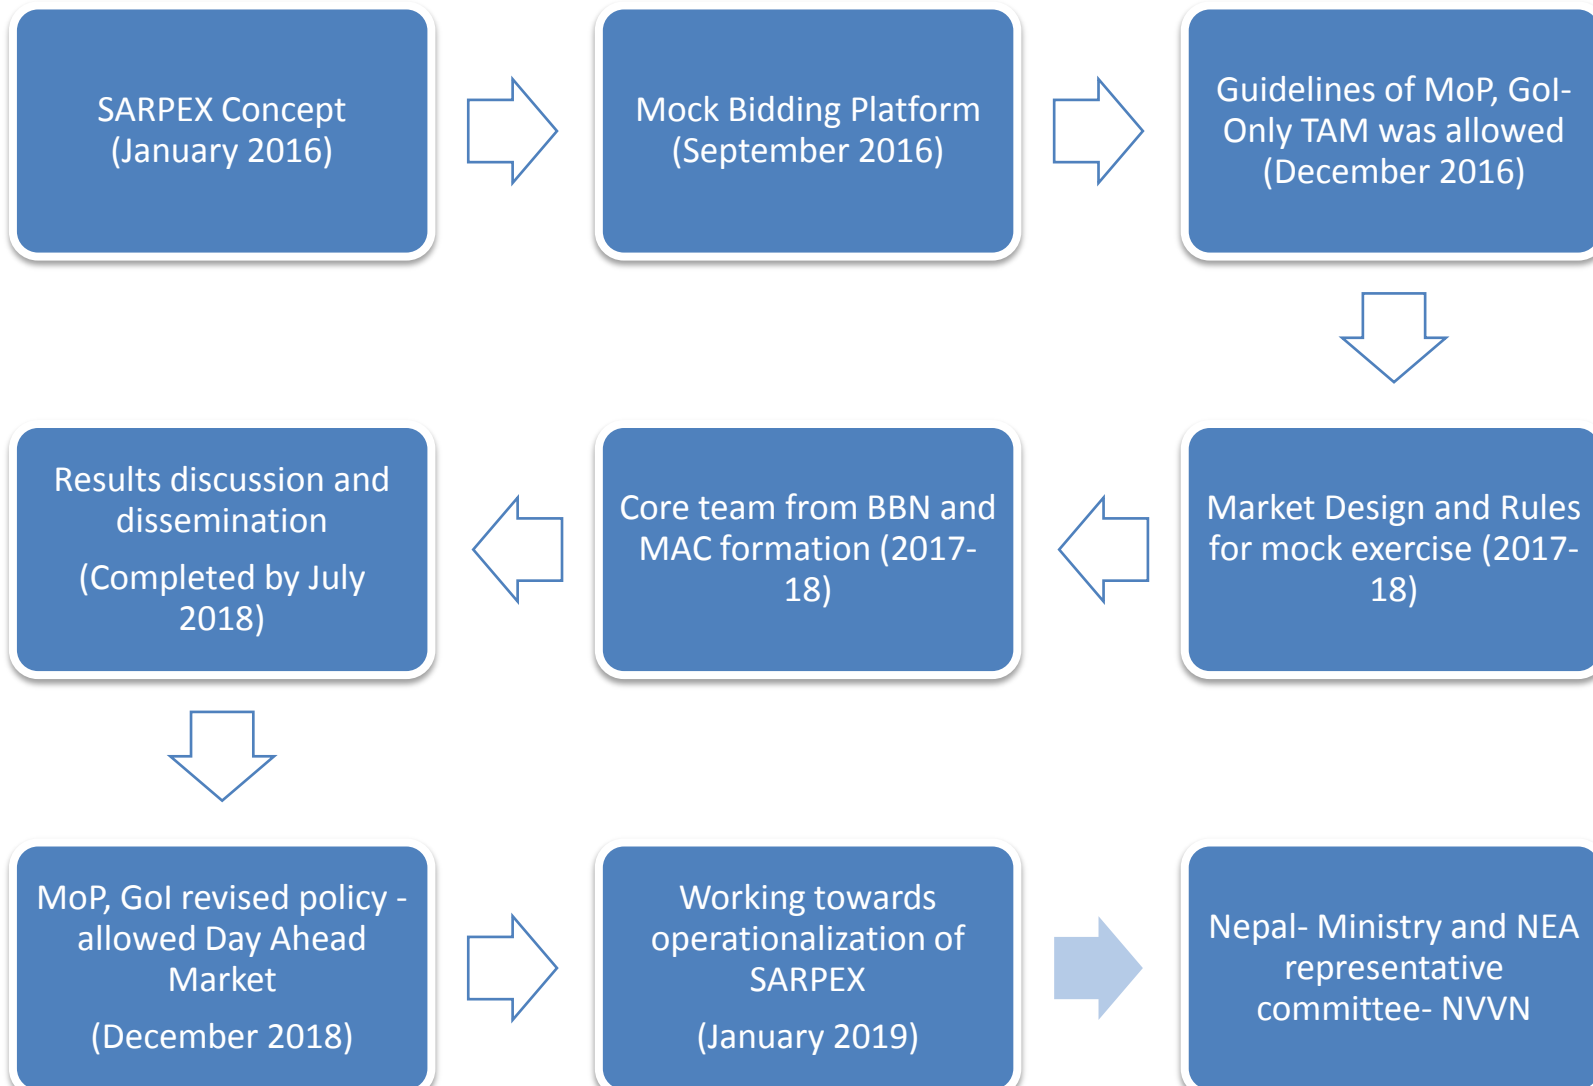 SARPEX Concept
(January 2016)
Mock Bidding Platform
(September 2016)
Guidelines of MoP, GoI-
Only TAM was allowed
(December 2016)
Market Design and Rules
for mock exercise (2017-
18)
Core team from BBN and
MAC formation (2017-
18)
Results discussion and
dissemination
(Completed by July
2018)
MoP, GoI revised policy -
allowed Day Ahead
Market
(December 2018)
Working towards
operationalization of
SARPEX
(January 2019)
Nepal- Ministry and NEA
representative
committee- NVVN